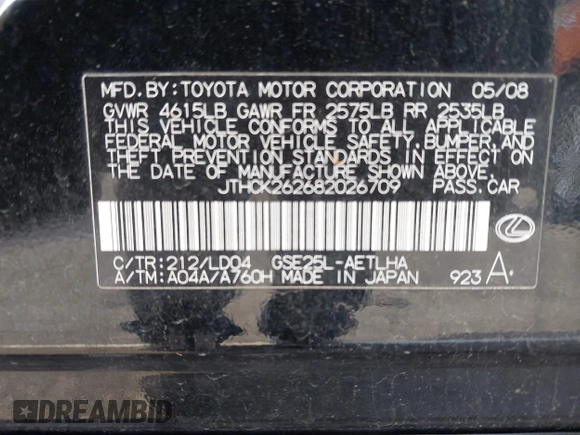 MFD. BY: TOYOTA MOTOR CORPORATION 05/08
GVWR 4615LB GAWR FR 2575LB RR 2535LB
THIS VEHICLE CONFORMS TO ALL APPLICABLE
FEDERAL MOTOR VEHICLE SAFETY, BUMPER, AND
THEFT PREVENTION STANDARDS IN EFFECT ON
THE DATE OF MANUFACTURE SHOWN ABOVE.
JTHCK262682026709 PASS. CAR
C/TR: 212/LD04 GSE25L-AETLHA
A/TM: A04A/A760H MADE IN JAPAN 923 A.
DREAMBID